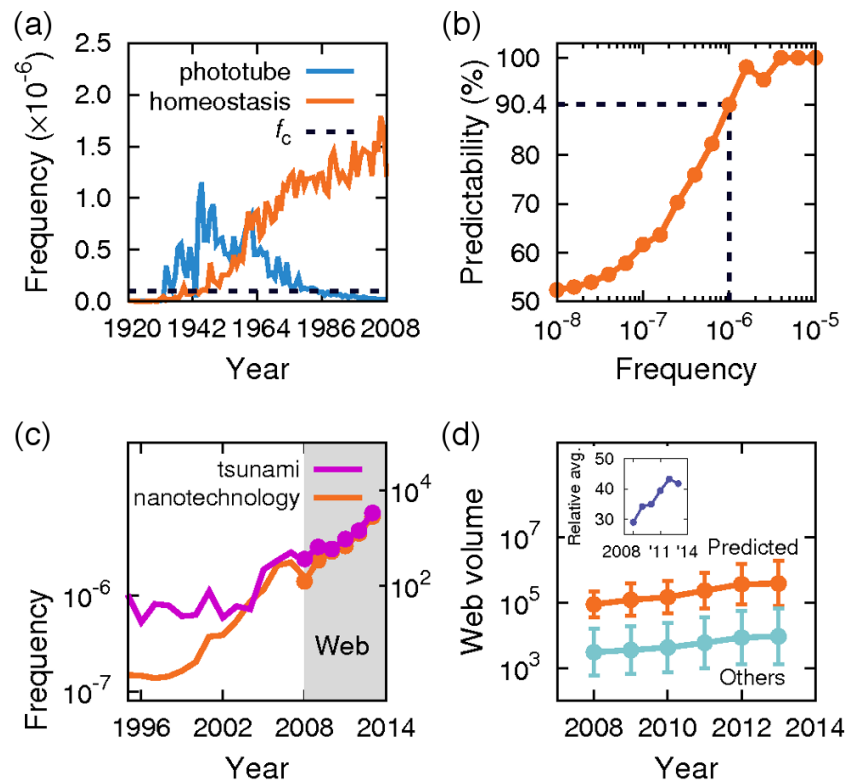 (a)
Frequency (×10⁻⁶)
2.5
2.0
1.5
1.0
0.5
0.0
phototube
homeostasis
f_c
1920 1942 1964 1986 2008
Year
(b)
Predictability (%)
100
90.4
80
70
60
50
10⁻⁸ 10⁻⁷ 10⁻⁶ 10⁻⁵
Frequency
(c)
Frequency
tsunami
nanotechnology
10⁴
10²
10⁻⁶
10⁻⁷
Web
1996 2002 2008 2014
Year
(d)
Web volume
10⁷
10⁵
10³
Relative avg.
50
40
30
2008 '11 '14
Predicted
Others
2008 2010 2012 2014
Year